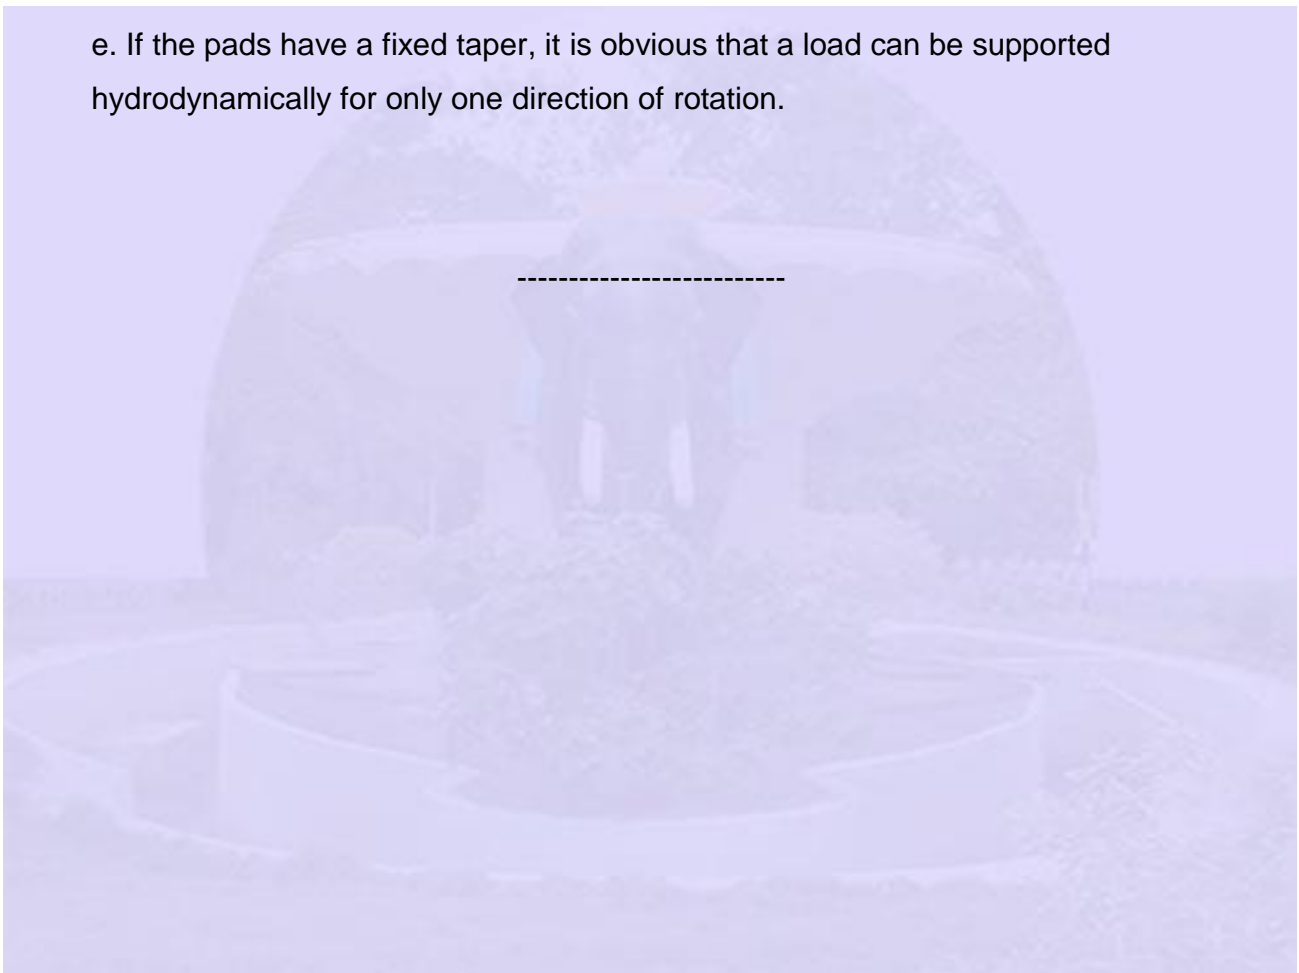 e. If the pads have a fixed taper, it is obvious that a load can be supported
hydrodynamically for only one direction of rotation.
--------------------------